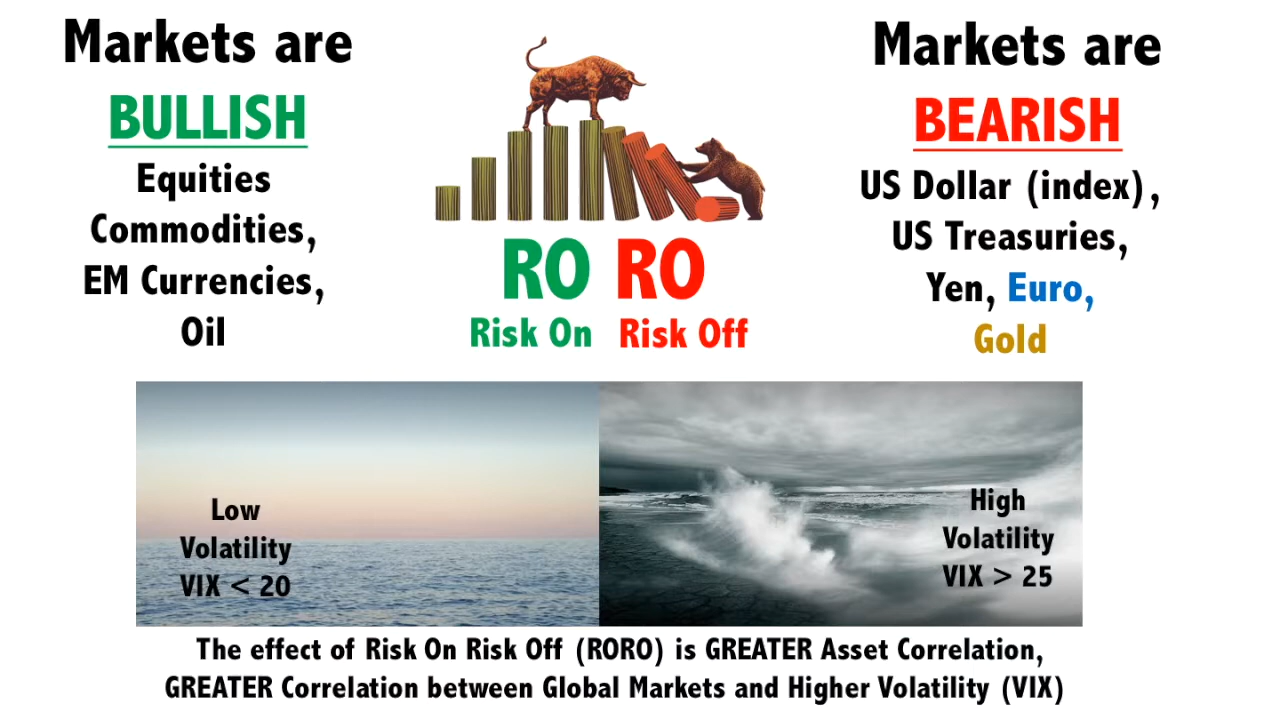 Markets are
BULLISH
Equities
Commodities,
EM Currencies,
Oil
RO RO
Risk On Risk Off
Markets are
BEARISH
US Dollar (index),
US Treasuries,
Yen, Euro,
Gold
Low
Volatility
VIX < 20
High
Volatility
VIX > 25
The effect of Risk On Risk Off (RORO) is GREATER Asset Correlation,
GREATER Correlation between Global Markets and Higher Volatility (VIX)